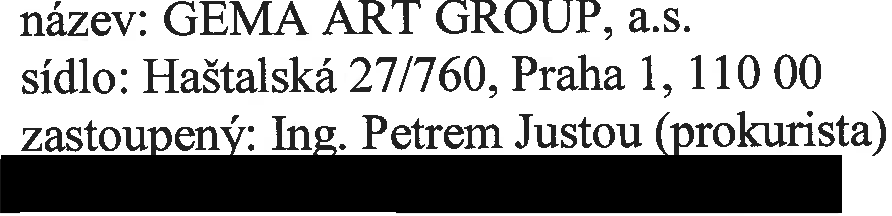 název: GEMA ART GROUP, a.s.
sídlo: Haštalská 27/760, Praha 1, 110 00
zastoupený: Ing. Petrem Justou (prokurista)